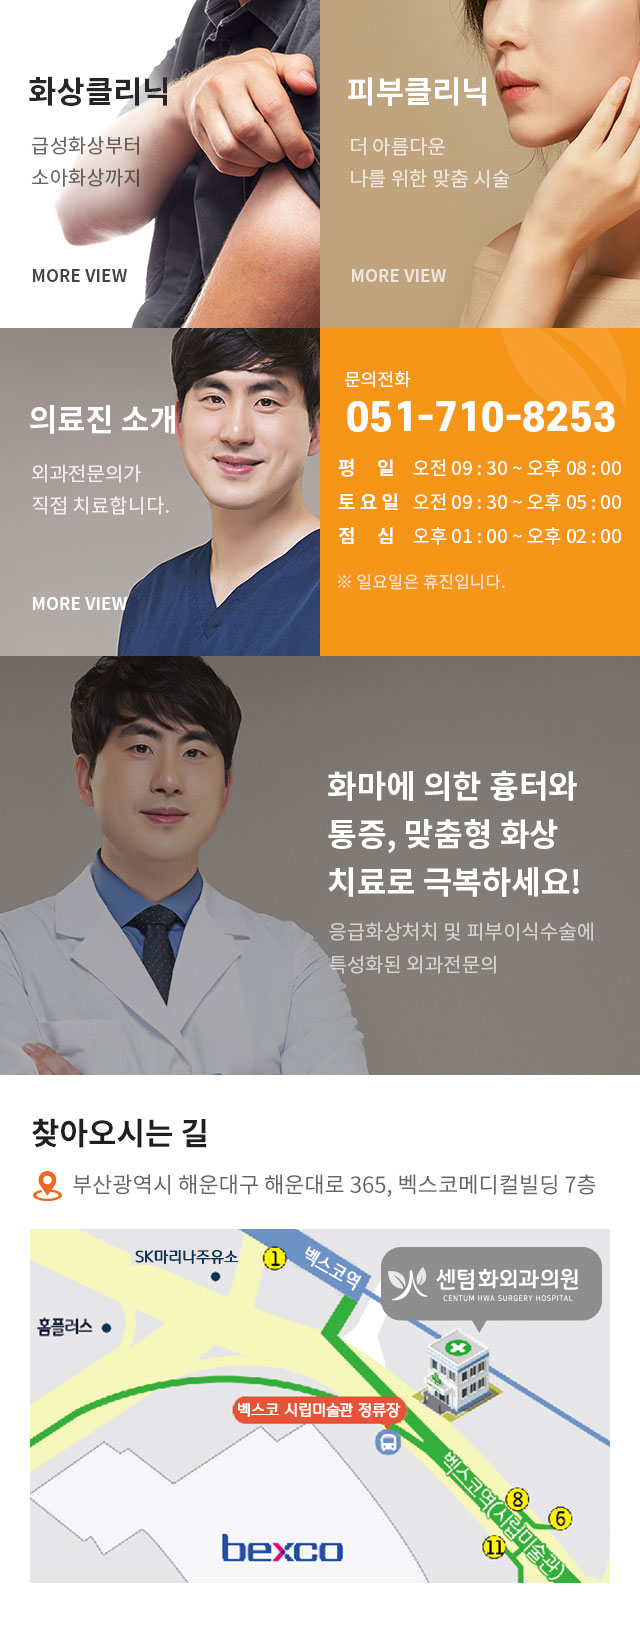 화상클리닉
급성화상부터
소아화상까지
MORE VIEW
피부클리닉
더 아름다운
나를 위한 맞춤 시술
MORE VIEW
의료진 소개
외과전문의가
직접 치료합니다.
MORE VIEW
문의전화
051-710-8253
평 일 오전 09 : 30 ~ 오후 08 : 00
토 요 일 오전 09 : 30 ~ 오후 05 : 00
점 심 오후 01 : 00 ~ 오후 02 : 00
※ 일요일은 휴진입니다.
화마에 의한 흉터와
통증, 맞춤형 화상
치료로 극복하세요!
응급화상처치 및 피부이식수술에
특성화된 외과전문의
찾아오시는 길
부산광역시 해운대구 해운대로 365, 벡스코메디컬빌딩 7층
SK마리나주유소
1
벡스코역
센텀화외과의원
CENTUM HWA SURGERY HOSPITAL
홈플러스
벡스코 시립미술관 정류장
벡스코역(시립미술관)
8
6
11
bexco